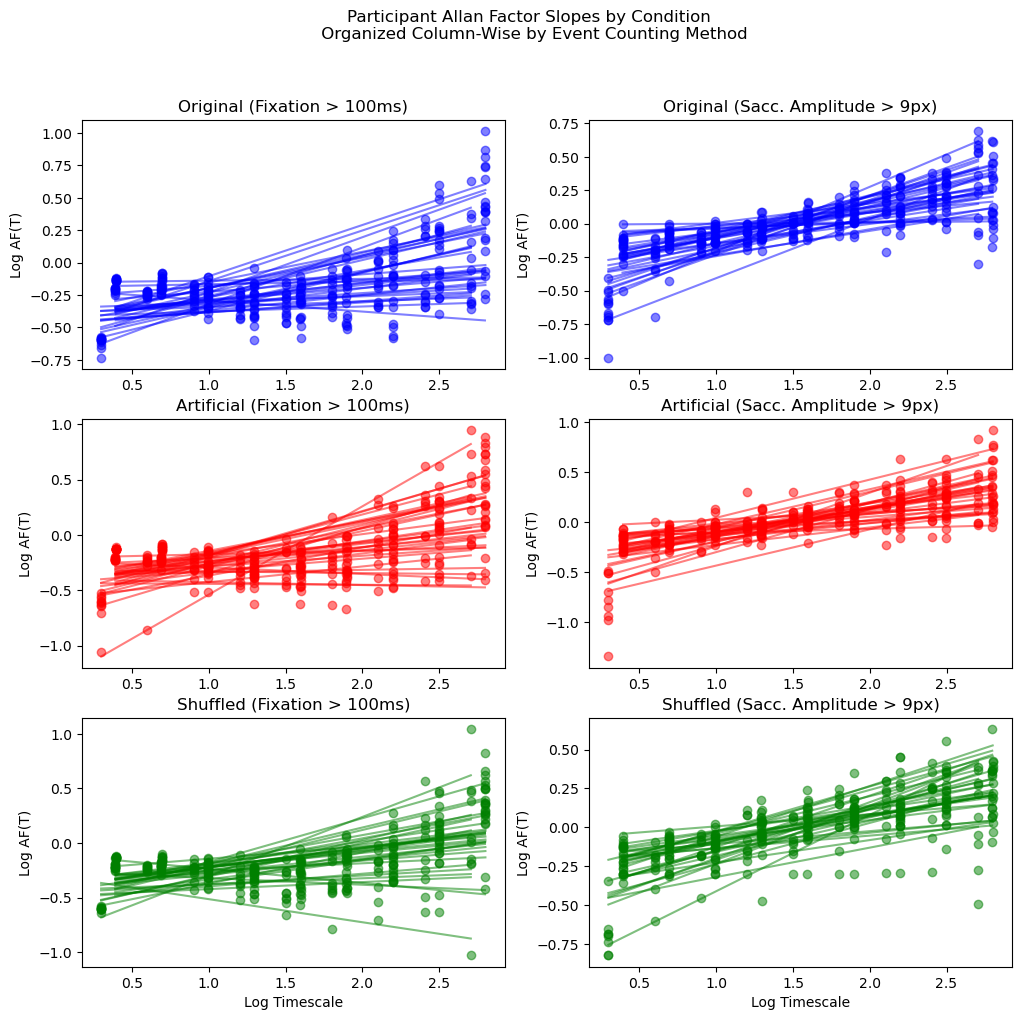 Participant Allan Factor Slopes by Condition
Organized Column-Wise by Event Counting Method
Original (Fixation > 100ms)
Log AF(T)
1.00
0.75
0.50
0.25
0.00
−0.25
−0.50
−0.75
0.5 1.0 1.5 2.0 2.5
Original (Sacc. Amplitude > 9px)
Log AF(T)
0.75
0.50
0.25
0.00
−0.25
−0.50
−0.75
−1.00
0.5 1.0 1.5 2.0 2.5
Artificial (Fixation > 100ms)
Log AF(T)
1.0
0.5
0.0
−0.5
−1.0
0.5 1.0 1.5 2.0 2.5
Artificial (Sacc. Amplitude > 9px)
Log AF(T)
1.0
0.5
0.0
−0.5
−1.0
0.5 1.0 1.5 2.0 2.5
Shuffled (Fixation > 100ms)
Log AF(T)
1.0
0.5
0.0
−0.5
−1.0
0.5 1.0 1.5 2.0 2.5
Log Timescale
Shuffled (Sacc. Amplitude > 9px)
Log AF(T)
0.50
0.25
0.00
−0.25
−0.50
−0.75
0.5 1.0 1.5 2.0 2.5
Log Timescale